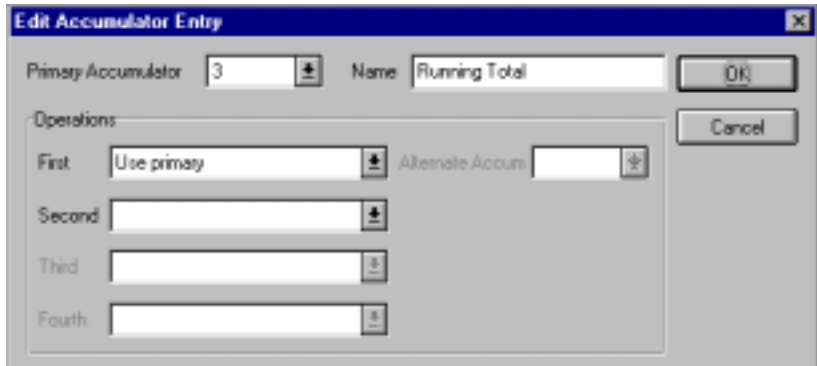 Edit Accumulator Entry
Primary Accumulator 3 Name Running Total OK
Operations Cancel
First Use primary Alternate Accum
Second
Third
Fourth